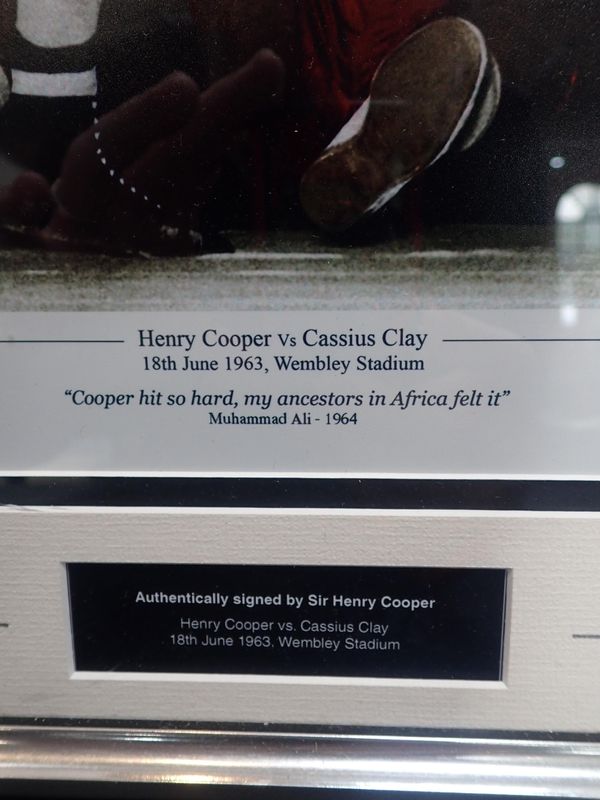 Henry Cooper Vs Cassius Clay
18th June 1963, Wembley Stadium
“Cooper hit so hard, my ancestors in Africa felt it”
Muhammad Ali - 1964
Authentically signed by Sir Henry Cooper
Henry Cooper vs. Cassius Clay
18th June 1963. Wembley Stadium